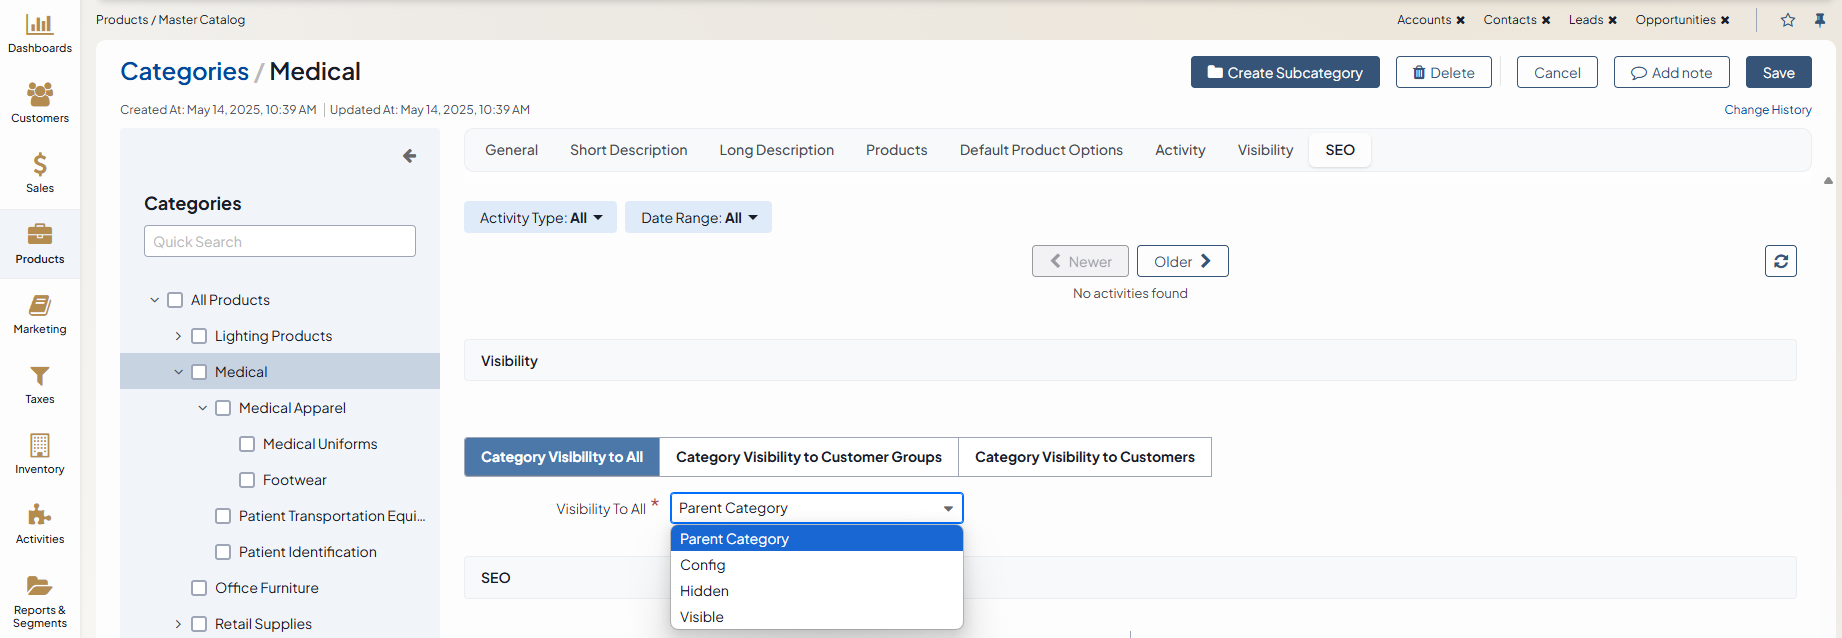 Dashboards
Customers
Sales
Products
Marketing
Taxes
Inventory
Activities
Reports &
Segments
Products / Master Catalog
Accounts ✖ Contacts ✖ Leads ✖ Opportunities ✖
Categories / Medical
Create Subcategory Delete Cancel Add note Save
Created At: May 14, 2025, 10:39 AM Updated At: May 14, 2025, 10:39 AM
Change History
Categories
Quick Search
All Products
Lighting Products
Medical
Medical Apparel
Medical Uniforms
Footwear
Patient Transportation Equi...
Patient Identification
Office Furniture
Retail Supplies
General Short Description Long Description Products Default Product Options Activity Visibility SEO
Activity Type: All Date Range: All
Newer Older
No activities found
Visibility
Category Visibility to All Category Visibility to Customer Groups Category Visibility to Customers
Visibility To All * Parent Category
Parent Category
Config
Hidden
Visible
SEO